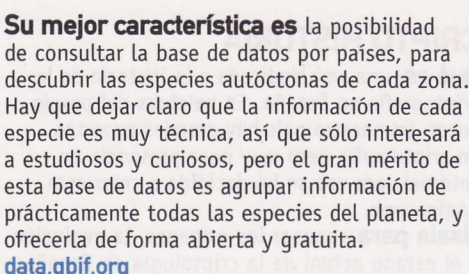 Su mejor característica es la posibilidad
de consultar la base de dator por países, para
descubrir las especies autóctonad de cada zona.
Hay que dejar daro que la información de cada
especie es muy técnica, así que sólo interesará
a estudiosos y curiosos, pero el gran mérito de
esta base de datos es agrupar información de
prácticamente todas las especies del planeta, y
ofrecerla de forma abierta y gratuita.
data.gbif.org